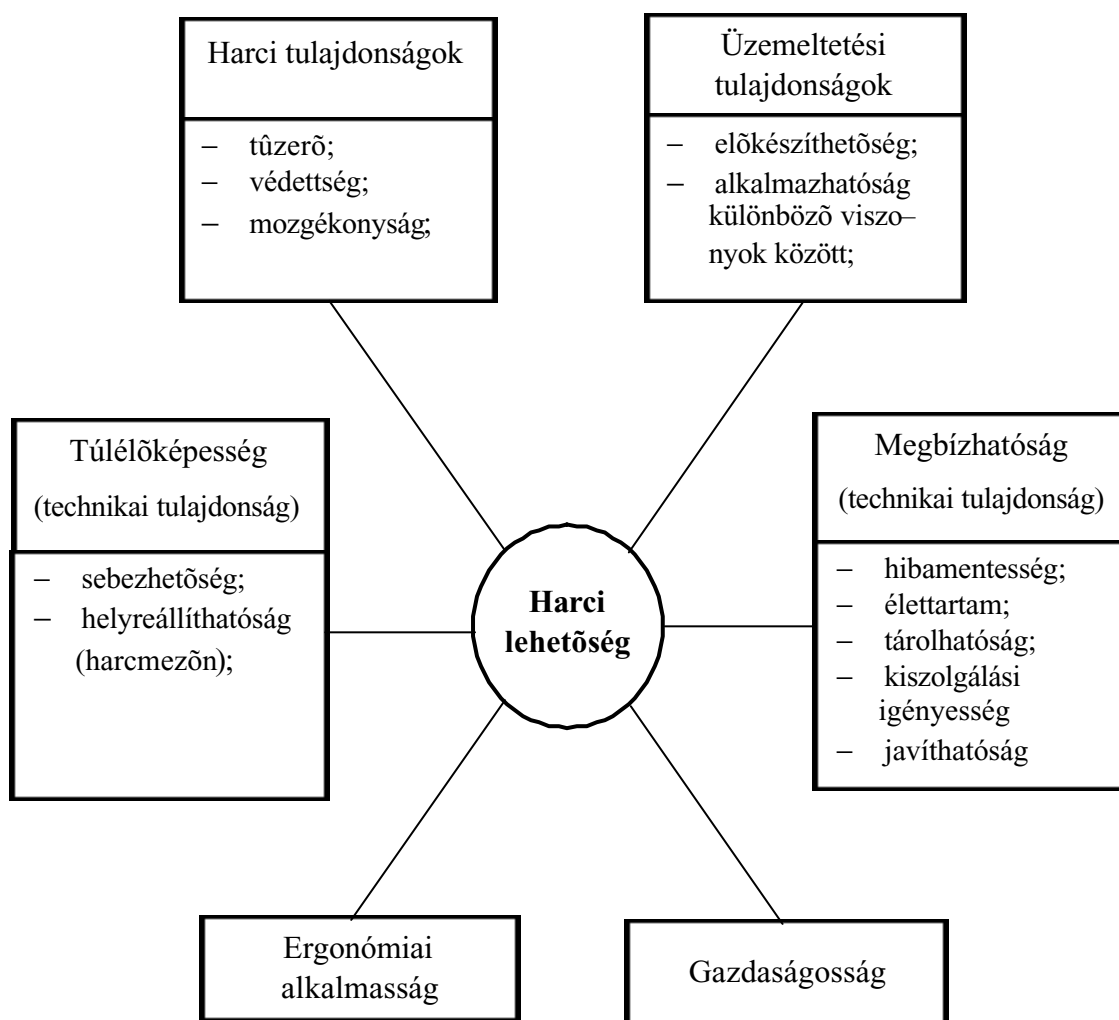 Harci tulajdonságok
– tûzerõ;
– védettség;
– mozgékonyság;
Üzemeltetési
tulajdonságok
– elõkészíthetõség;
– alkalmazhatóság
különbözõ viszo–
nyok között;
Túlélõképesség
(technikai tulajdonság)
– sebezhetõség;
– helyreállíthatóság
(harcmezõn);
Harci
lehetõség
Megbízhatóság
(technikai tulajdonság)
– hibamentesség;
– élettartam;
– tárolhatóság;
– kiszolgálási
igényesség
– javíthatóság
Ergonómiai
alkalmasság
Gazdaságosság